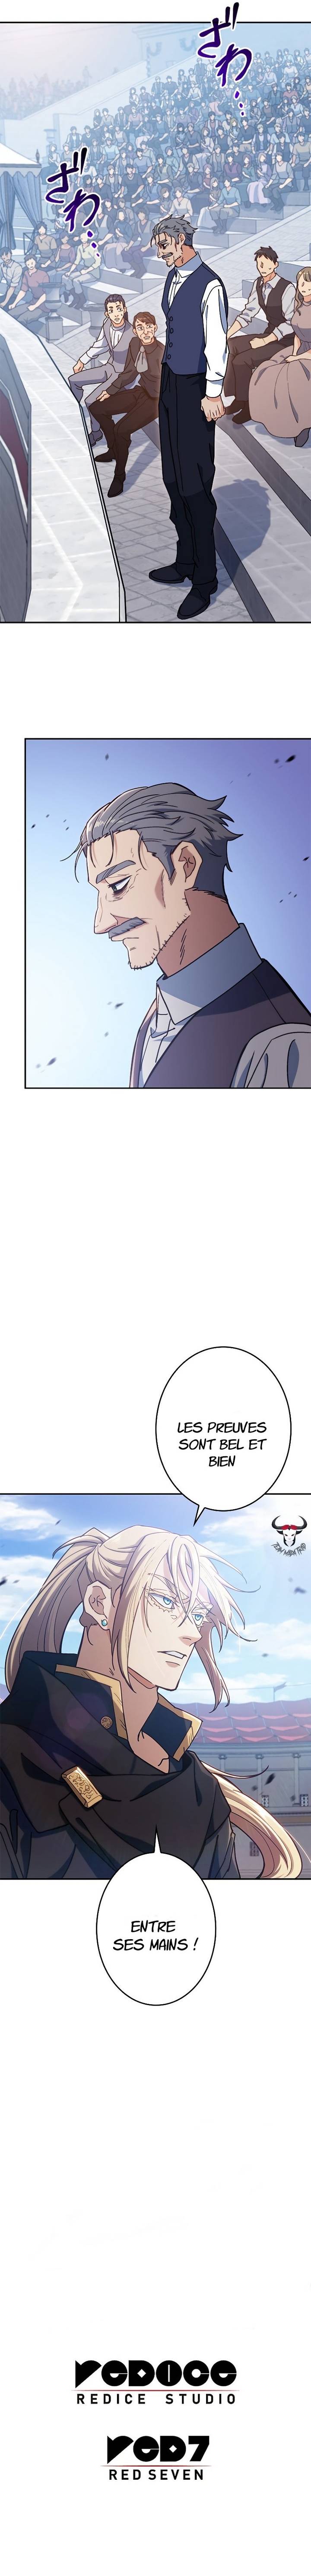 ざわ…
ざわ…
LES PREUVES
SONT BEL ET
BIEN
ENTRE
SES MAINS !
REDICE
REDICE STUDIO
RED7
RED SEVEN